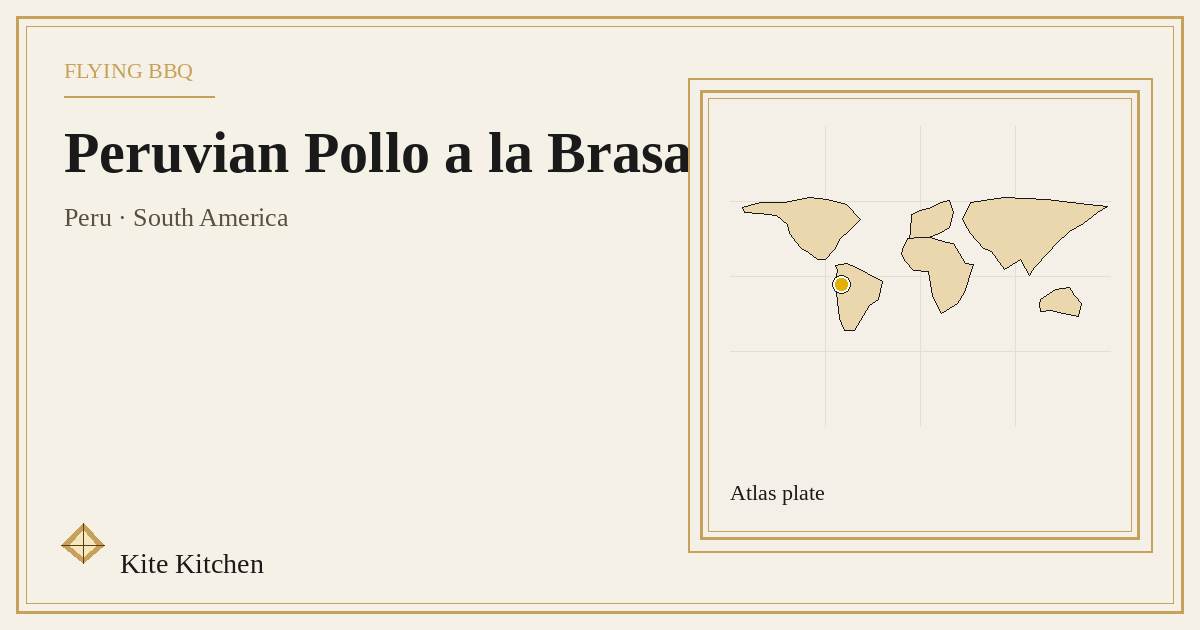 FLYING BBQ
Peruvian Pollo a la Brasa
Peru · South America
Atlas plate
Kite Kitchen